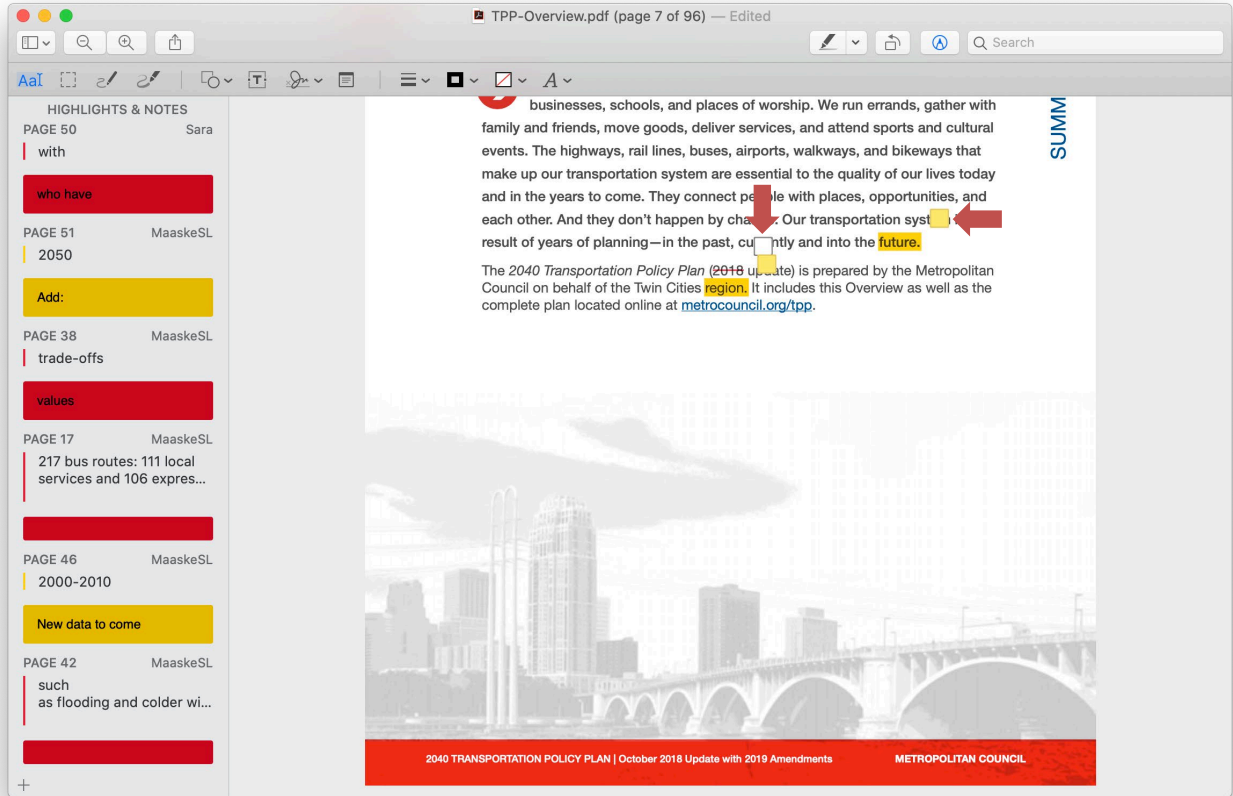 TPP-Overview.pdf (page 7 of 96) — Edited
Search
AaI
T
A
HIGHLIGHTS & NOTES
PAGE 50 Sara
with
who have
PAGE 51 MaaskeSL
2050
Add:
PAGE 38 MaaskeSL
trade-offs
values
PAGE 17 MaaskeSL
217 bus routes: 111 local
services and 106 expres...
PAGE 46 MaaskeSL
2000-2010
New data to come
PAGE 42 MaaskeSL
such
as flooding and colder wi...
businesses, schools, and places of worship. We run errands, gather with
family and friends, move goods, deliver services, and attend sports and cultural
events. The highways, rail lines, buses, airports, walkways, and bikeways that
make up our transportation system are essential to the quality of our lives today
and in the years to come. They connect people with places, opportunities, and
each other. And they don't happen by chance. Our transportation system
result of years of planning—in the past, currently and into the future.
The 2040 Transportation Policy Plan (2018 update) is prepared by the Metropolitan
Council on behalf of the Twin Cities region. It includes this Overview as well as the
complete plan located online at metrocouncil.org/tpp.
SUMM
2040 TRANSPORTATION POLICY PLAN | October 2018 Update with 2019 Amendments METROPOLITAN COUNCIL